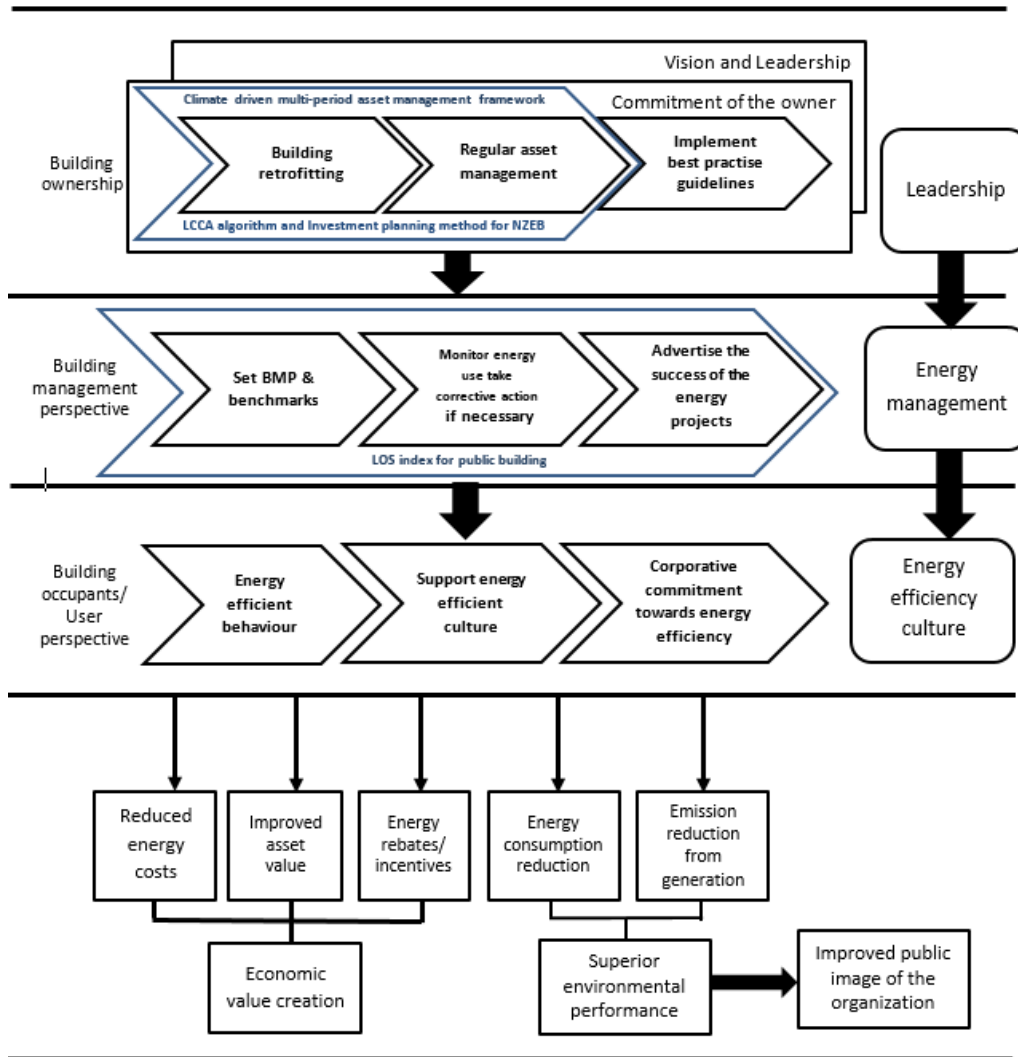 Vision and Leadership
Climate driven multi-period asset management framework
Commitment of the owner
Building
ownership
Building
retrofitting
Regular asset
management
Implement
best practise
guidelines
LCCA algorithm and Investment planning method for NZEB
Leadership
Building
management
perspective
Set BMP &
benchmarks
Monitor energy
use take
corrective action
if necessary
Advertise the
success of the
energy
projects
LOS index for public building
Energy
management
Building
occupants/
User
perspective
Energy
efficient
behaviour
Support energy
efficient
culture
Corporative
commitment
towards energy
efficiency
Energy
efficiency
culture
Reduced
energy
costs
Improved
asset
value
Energy
rebates/
incentives
Energy
consumption
reduction
Emission
reduction
from
generation
Economic
value creation
Superior
environmental
performance
Improved public
image of the
organization